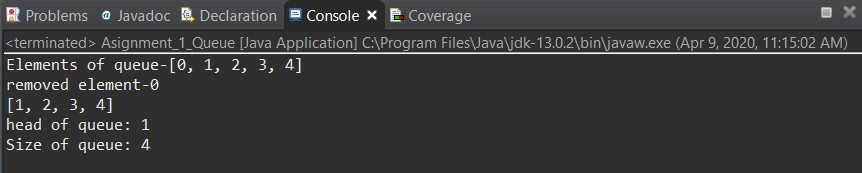 Problems @ Javadoc Declaration Console Coverage
<terminated> Asignment_1_Queue [Java Application] C:\Program Files\Java\jdk-13.0.2\bin\javaw.exe (Apr 9, 2020, 11:15:02 AM)
Elements of queue-[0, 1, 2, 3, 4]
removed element-0
[1, 2, 3, 4]
head of queue: 1
Size of queue: 4